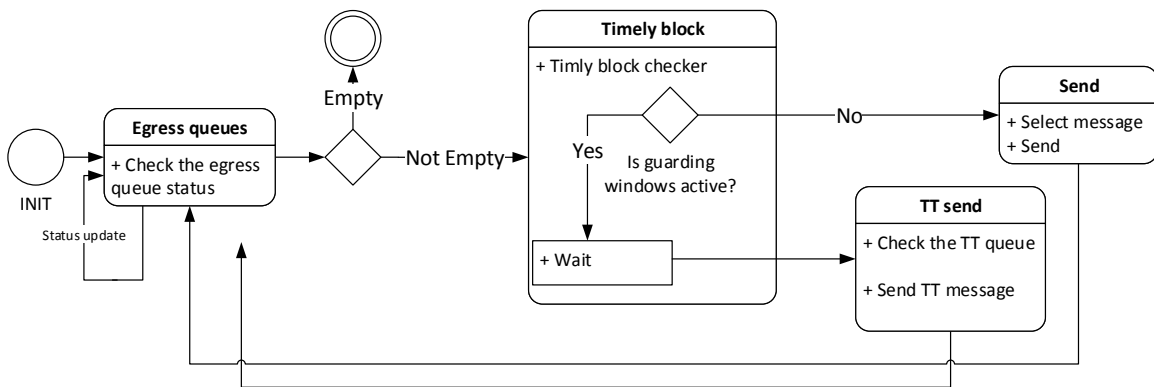 Timely block
+ Timly block checker
Empty
Send
+ Select message
+ Send
Egress queues
+ Check the egress
queue status
INIT
Not Empty
No
Yes
Is guarding
windows active?
Status update
+ Wait
TT send
+ Check the TT queue
+ Send TT message